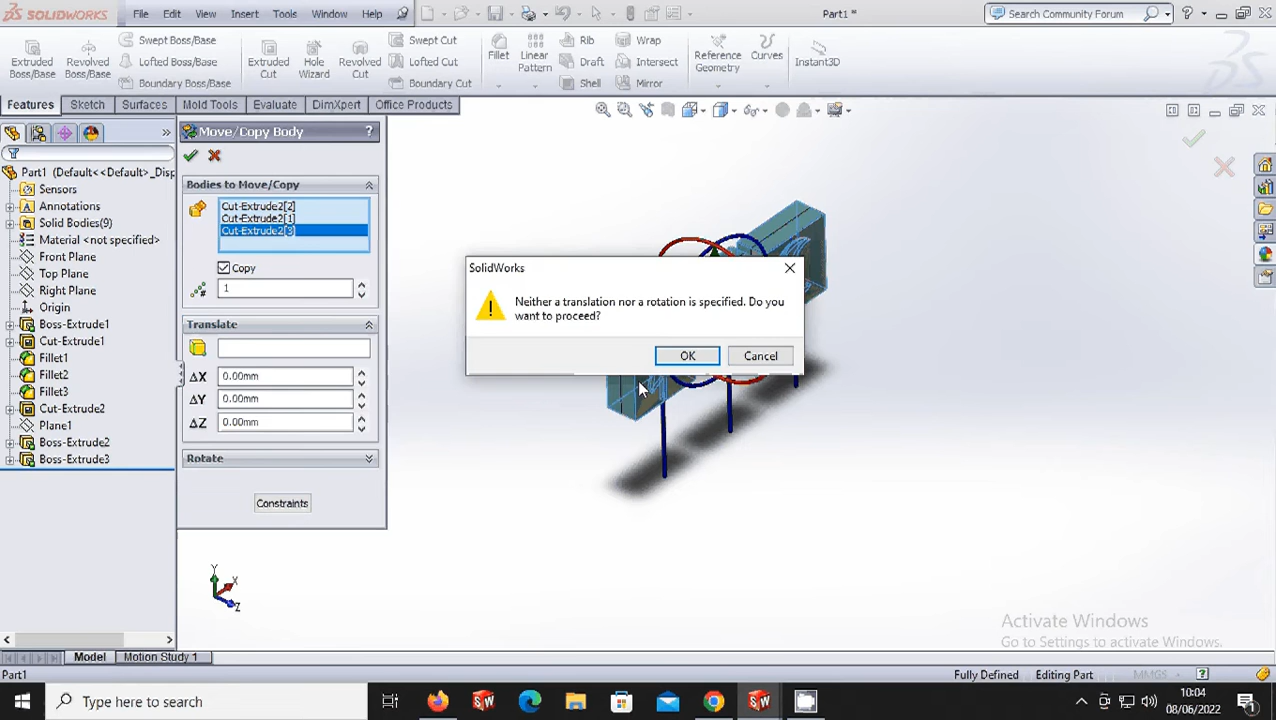 SOLIDWORKS File Edit View Insert Tools Window Help Part1 * Search Community Forum
Extruded Boss/Base
Revolved Boss/Base
Swept Boss/Base
Lofted Boss/Base
Boundary Boss/Base
Extruded Cut
Hole Wizard
Revolved Cut
Swept Cut
Lofted Cut
Boundary Cut
Fillet
Linear Pattern
Rib
Draft
Shell
Wrap
Intersect
Mirror
Reference Geometry
Curves
Instant3D
Features Sketch Surfaces Mold Tools Evaluate DimXpert Office Products
Part1 (Default<<Default>_Disp
Sensors
Annotations
Solid Bodies(9)
Material <not specified>
Front Plane
Top Plane
Right Plane
Origin
Boss-Extrude1
Cut-Extrude1
Fillet1
Fillet2
Fillet3
Cut-Extrude2
Plane1
Boss-Extrude2
Boss-Extrude3
Move/Copy Body ?
Bodies to Move/Copy
Cut-Extrude2[2]
Cut-Extrude2[1]
Cut-Extrude2[3]
Copy
1
Translate
ΔX 0.00mm
ΔY 0.00mm
ΔZ 0.00mm
Rotate
Constraints
SolidWorks
Neither a translation nor a rotation is specified. Do you
want to proceed?
OK Cancel
Y
X
Z
Activate Windows
Go to Settings to activate Windows.
Model Motion Study 1
Part1 Fully Defined Editing Part MMGS
Type here to search
10:04
08/06/2022